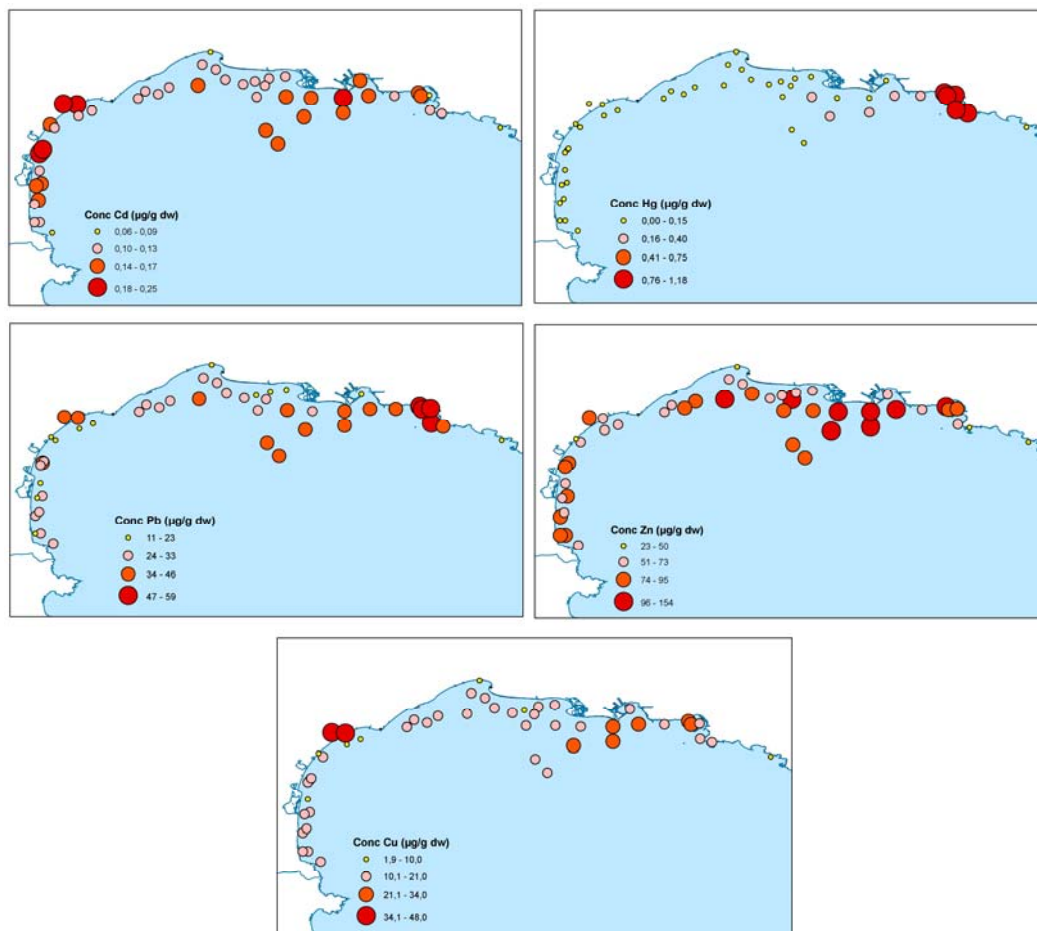 Conc Cd (µg/g dw)
0,06 - 0,09
0,10 - 0,13
0,14 - 0,17
0,18 - 0,25
Conc Hg (µg/g dw)
0,00 - 0,15
0,16 - 0,40
0,41 - 0,75
0,76 - 1,18
Conc Pb (µg/g dw)
11 - 23
24 - 33
34 - 46
47 - 59
Conc Zn (µg/g dw)
23 - 50
51 - 73
74 - 95
96 - 154
Conc Cu (µg/g dw)
1,9 - 10,0
10,1 - 21,0
21,1 - 34,0
34,1 - 48,0